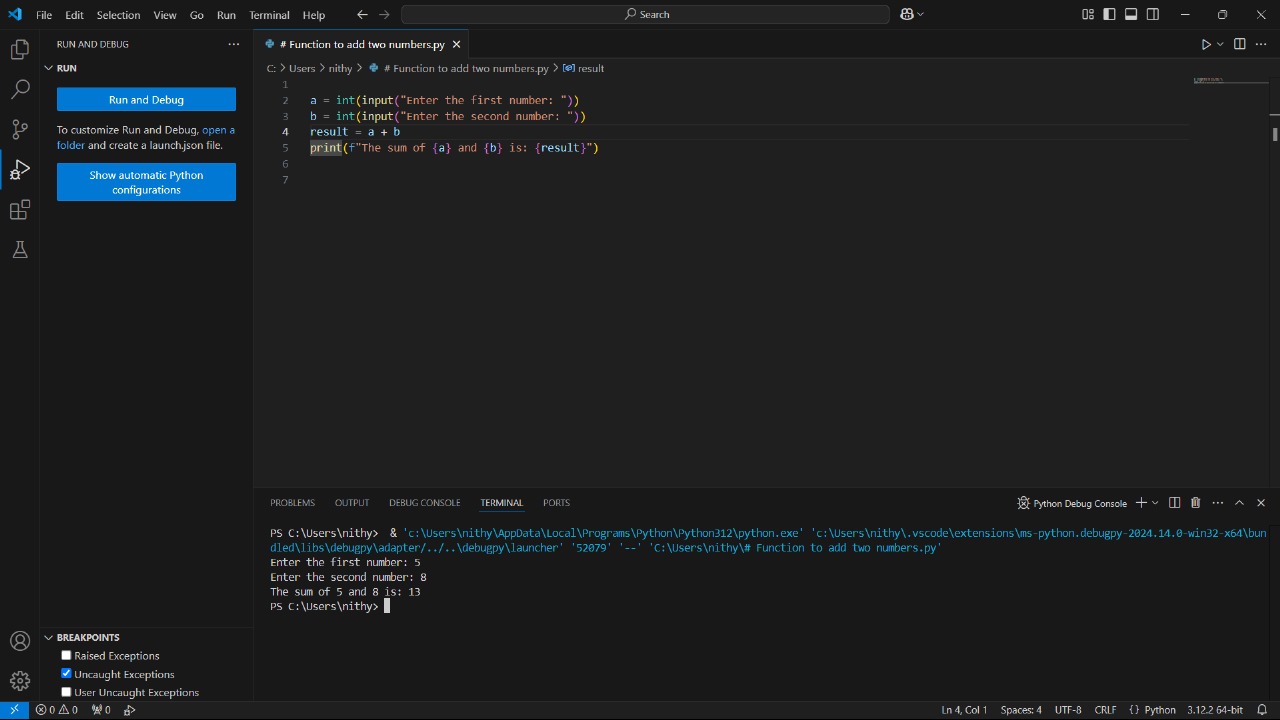 File Edit Selection View Go Run Terminal Help
Search
RUN AND DEBUG
RUN
Run and Debug
To customize Run and Debug, open a
folder and create a launch.json file.
Show automatic Python
configurations
# Function to add two numbers.py
C: > Users > nithy > # Function to add two numbers.py > result
1
2 a = int(input("Enter the first number: "))
3 b = int(input("Enter the second number: "))
4 result = a + b
5 print(f"The sum of {a} and {b} is: {result}")
6
7
PROBLEMS OUTPUT DEBUG CONSOLE TERMINAL PORTS
Python Debug Console
PS C:\Users\nithy> & 'c:\Users\nithy\AppData\Local\Programs\Python\Python312\python.exe' 'c:\Users\nithy\.vscode\extensions\ms-python.debugpy-2024.14.0-win32-x64\bun
dled\libs\debugpy\adapter/../..\debugpy\launcher' '52079' '--' 'C:\Users\nithy\# Function to add two numbers.py'
Enter the first number: 5
Enter the second number: 8
The sum of 5 and 8 is: 13
PS C:\Users\nithy>
BREAKPOINTS
Raised Exceptions
Uncaught Exceptions
User Uncaught Exceptions
0 0 0
Ln 4, Col 1 Spaces: 4 UTF-8 CRLF {} Python 3.12.2 64-bit